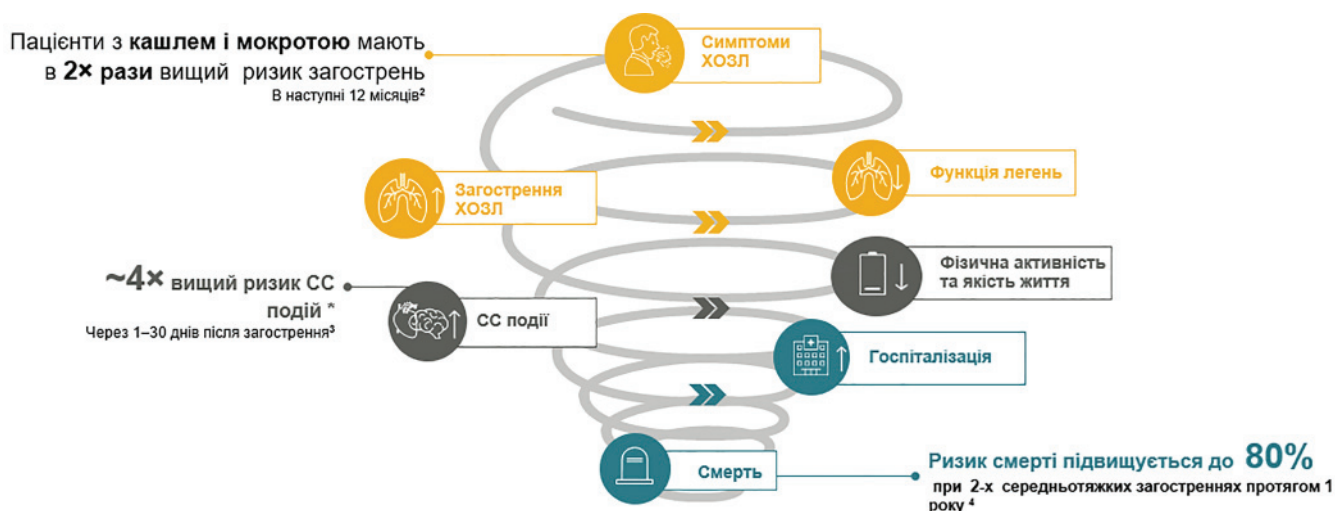 Пацієнти з кашлем і мокротою мають
в 2× рази вищий ризик загострень
В наступні 12 місяців²
Симптоми
ХОЗЛ
Функція легень
Загострення
ХОЗЛ
~4× вищий ризик СС
подій *
Через 1–30 днів після загострення³
Фізична активність
та якість життя
СС події
Госпіталізація
Смерть
Ризик смерті підвищується до 80%
при 2-х середньотяжких загостреннях протягом 1
року ⁴